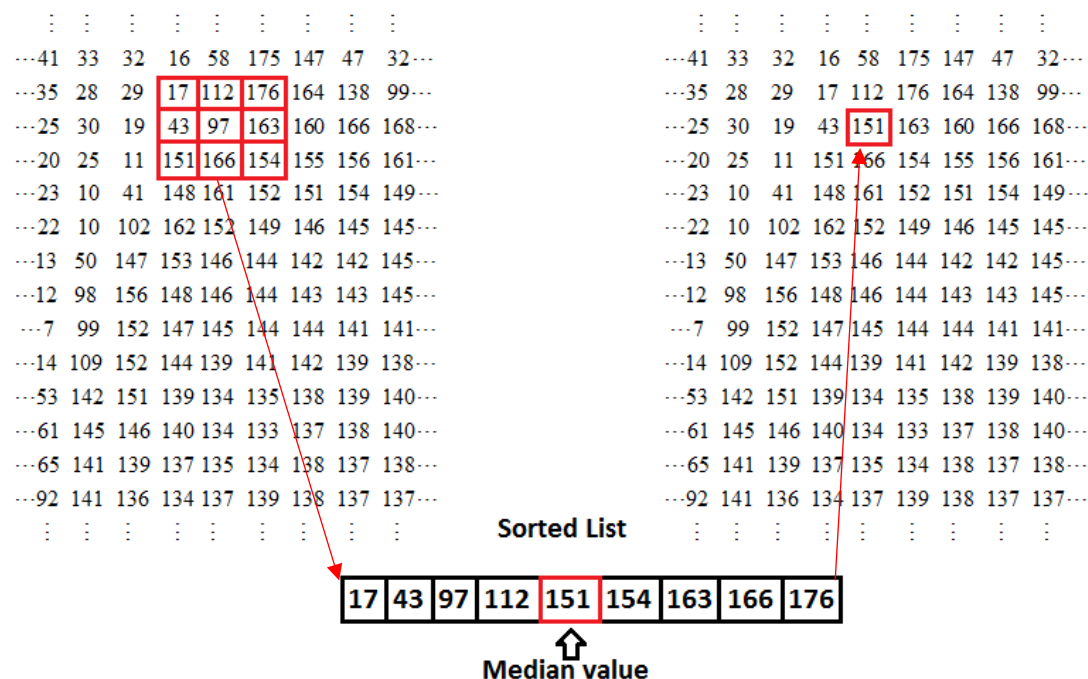 ⋮ ⋮ ⋮ ⋮ ⋮ ⋮ ⋮ ⋮ ⋮
···41 33 32 16 58 175 147 47 32···
···35 28 29 17 112 176 164 138 99···
···25 30 19 43 97 163 160 166 168···
···20 25 11 151 166 154 155 156 161···
···23 10 41 148 161 152 151 154 149···
···22 10 102 162 152 149 146 145 145···
···13 50 147 153 146 144 142 142 145···
···12 98 156 148 146 144 143 143 145···
···7 99 152 147 145 144 144 141 141···
···14 109 152 144 139 141 142 139 138···
···53 142 151 139 134 135 138 139 140···
···61 145 146 140 134 133 137 138 140···
···65 141 139 137 135 134 138 137 138···
···92 141 136 134 137 139 138 137 137···
⋮ ⋮ ⋮ ⋮ ⋮ ⋮ ⋮ ⋮ ⋮
⋮ ⋮ ⋮ ⋮ ⋮ ⋮ ⋮ ⋮ ⋮
···41 33 32 16 58 175 147 47 32···
···35 28 29 17 112 176 164 138 99···
···25 30 19 43 151 163 160 166 168···
···20 25 11 151 166 154 155 156 161···
···23 10 41 148 161 152 151 154 149···
···22 10 102 162 152 149 146 145 145···
···13 50 147 153 146 144 142 142 145···
···12 98 156 148 146 144 143 143 145···
···7 99 152 147 145 144 144 141 141···
···14 109 152 144 139 141 142 139 138···
···53 142 151 139 134 135 138 139 140···
···61 145 146 140 134 133 137 138 140···
···65 141 139 137 135 134 138 137 138···
···92 141 136 134 137 139 138 137 137···
⋮ ⋮ ⋮ ⋮ ⋮ ⋮ ⋮ ⋮ ⋮
Sorted List
17 43 97 112 151 154 163 166 176
Median value